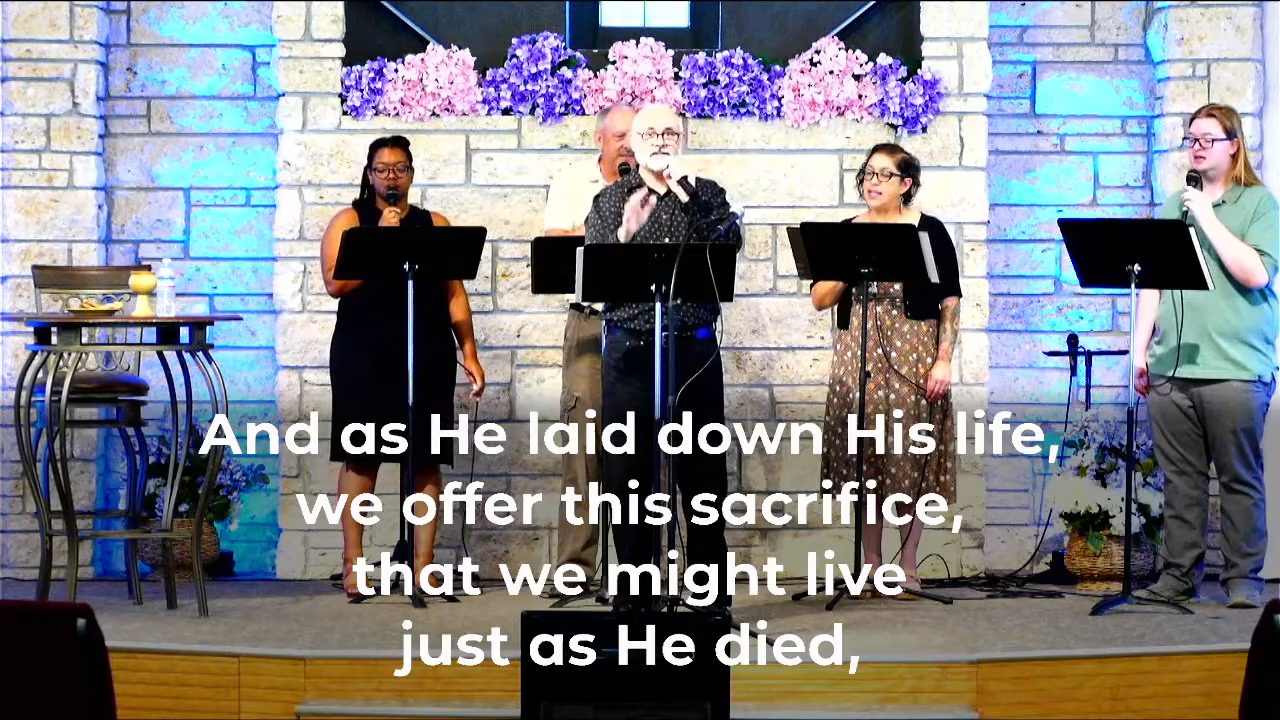 And as He laid down His life,
we offer this sacrifice,
that we might live
just as He died,